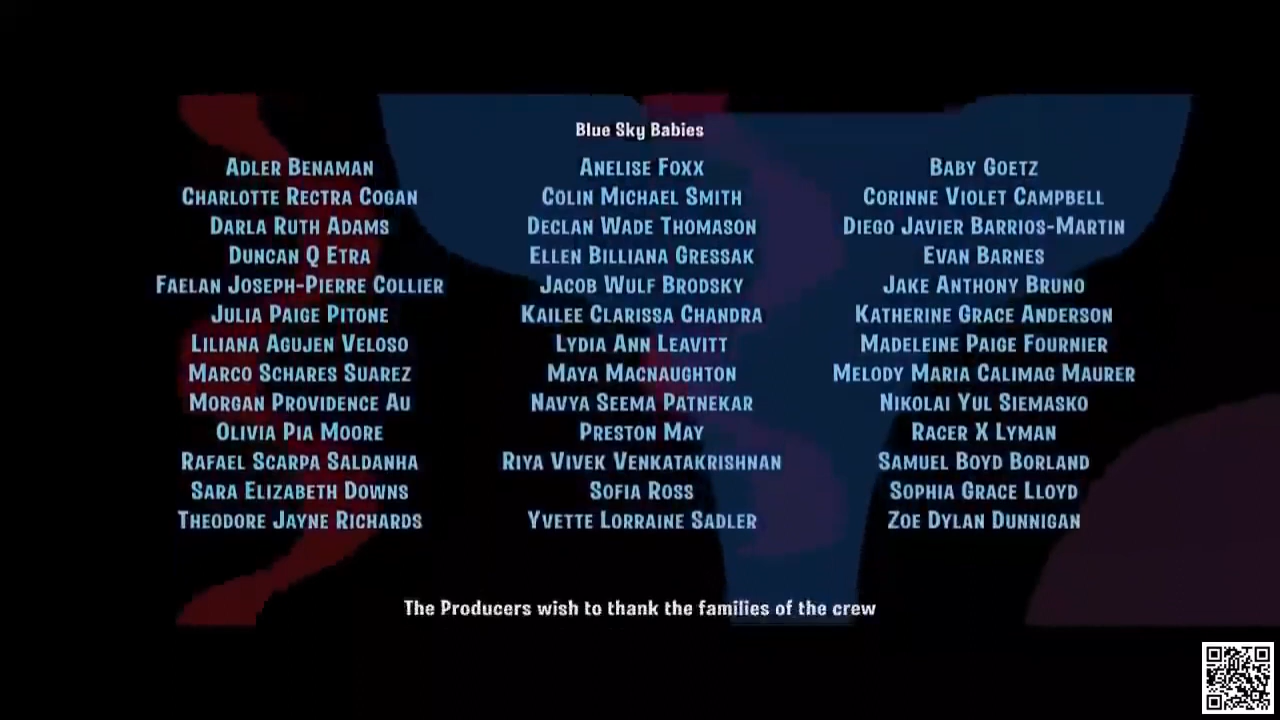 Blue Sky Babies
ADLER BENAMAN ANELISE FOXX BABY GOETZ
CHARLOTTE RECTRA COGAN COLIN MICHAEL SMITH CORINNE VIOLET CAMPBELL
DARLA RUTH ADAMS DECLAN WADE THOMASON DIEGO JAVIER BARRIOS-MARTIN
DUNCAN Q ETRA ELLEN BILLIANA GRESSAK EVAN BARNES
FAELAN JOSEPH-PIERRE COLLIER JACOB WULF BRODSKY JAKE ANTHONY BRUNO
JULIA PAIGE PITONE KAILEE CLARISSA CHANDRA KATHERINE GRACE ANDERSON
LILIANA AGUJEN VELOSO LYDIA ANN LEAVITT MADELEINE PAIGE FOURNIER
MARCO SCHARES SUAREZ MAYA MACNAUGHTON MELODY MARIA CALIMAG MAURER
MORGAN PROVIDENCE AU NAVYA SEEMA PATNEKAR NIKOLAI YUL SIEMASKO
OLIVIA PIA MOORE PRESTON MAY RACER X LYMAN
RAFAEL SCARPA SALDANHA RIYA VIVEK VENKATAKRISHNAN SAMUEL BOYD BORLAND
SARA ELIZABETH DOWNS SOFIA ROSS SOPHIA GRACE LLOYD
THEODORE JAYNE RICHARDS YVETTE LORRAINE SADLER ZOE DYLAN DUNNIGAN
The Producers wish to thank the families of the crew